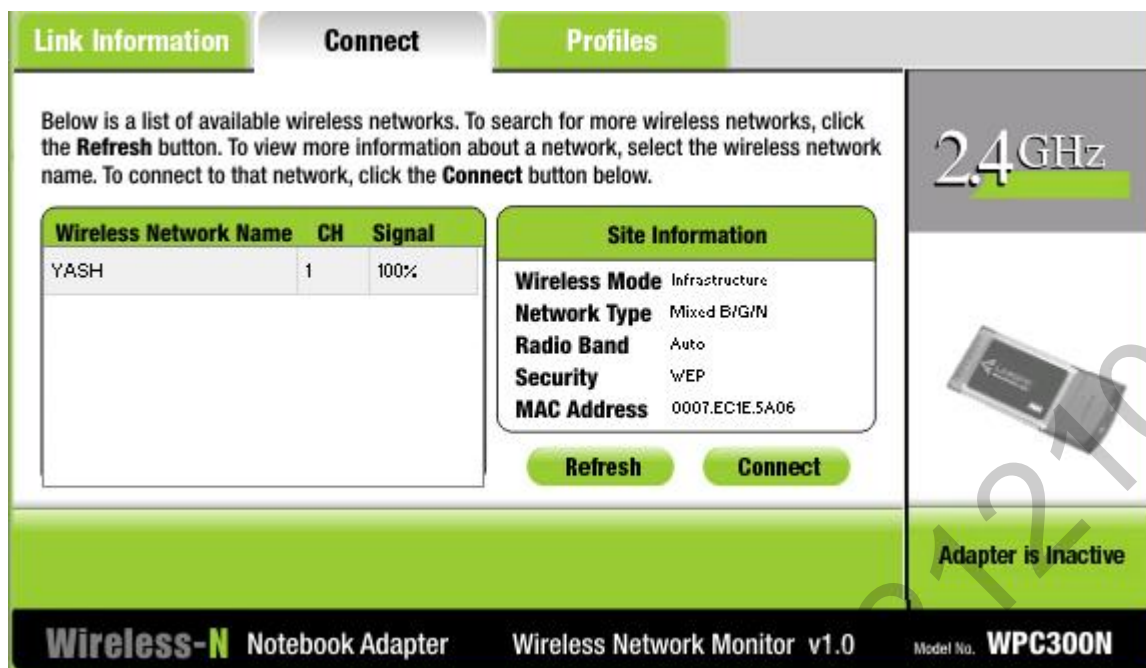 Link Information
Connect
Profiles
Below is a list of available wireless networks. To search for more wireless networks, click
the Refresh button. To view more information about a network, select the wireless network
name. To connect to that network, click the Connect button below.
2.4 GHz
Wireless Network Name CH Signal
YASH 1 100%
Site Information
Wireless Mode Infrastructure
Network Type Mixed B/G/N
Radio Band Auto
Security WEP
MAC Address 0007.EC1E.5A06
Refresh
Connect
Adapter is Inactive
Wireless-N Notebook Adapter
Wireless Network Monitor v1.0
Model No. WPC300N